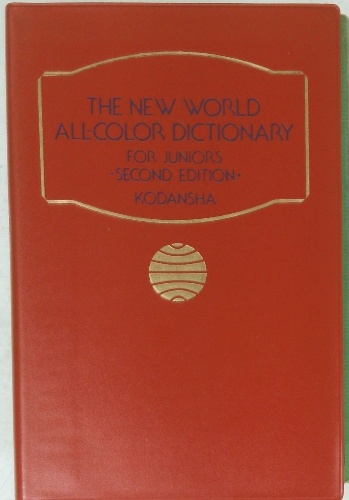 THE NEW WORLD
ALL-COLOR DICTIONARY
FOR JUNIORS
·SECOND EDITION·
KODANSHA